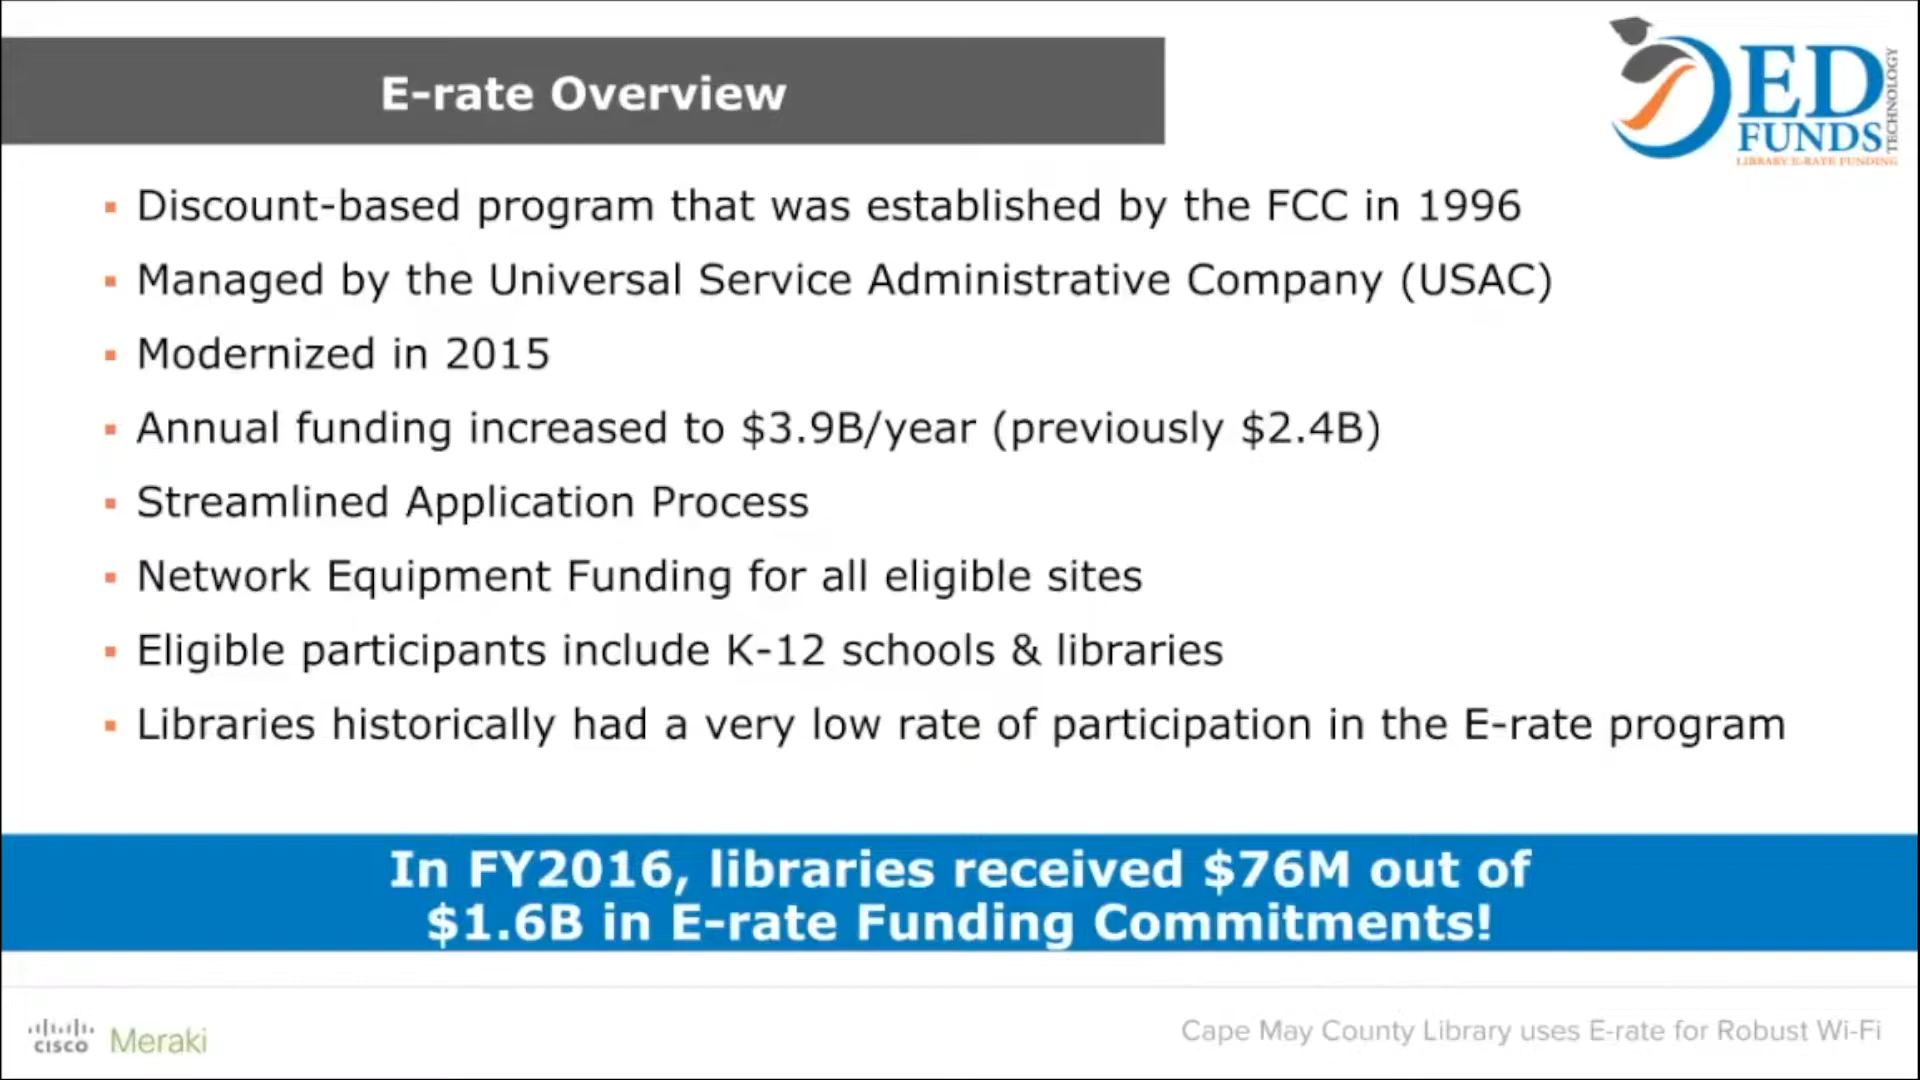 E-rate Overview
ED
FUNDS
TECHNOLOGY
LIBRARY E-RATE FUNDING
▪ Discount-based program that was established by the FCC in 1996
▪ Managed by the Universal Service Administrative Company (USAC)
▪ Modernized in 2015
▪ Annual funding increased to $3.9B/year (previously $2.4B)
▪ Streamlined Application Process
▪ Network Equipment Funding for all eligible sites
▪ Eligible participants include K-12 schools & libraries
▪ Libraries historically had a very low rate of participation in the E-rate program
In FY2016, libraries received $76M out of
$1.6B in E-rate Funding Commitments!
cisco Meraki
Cape May County Library uses E-rate for Robust Wi-Fi